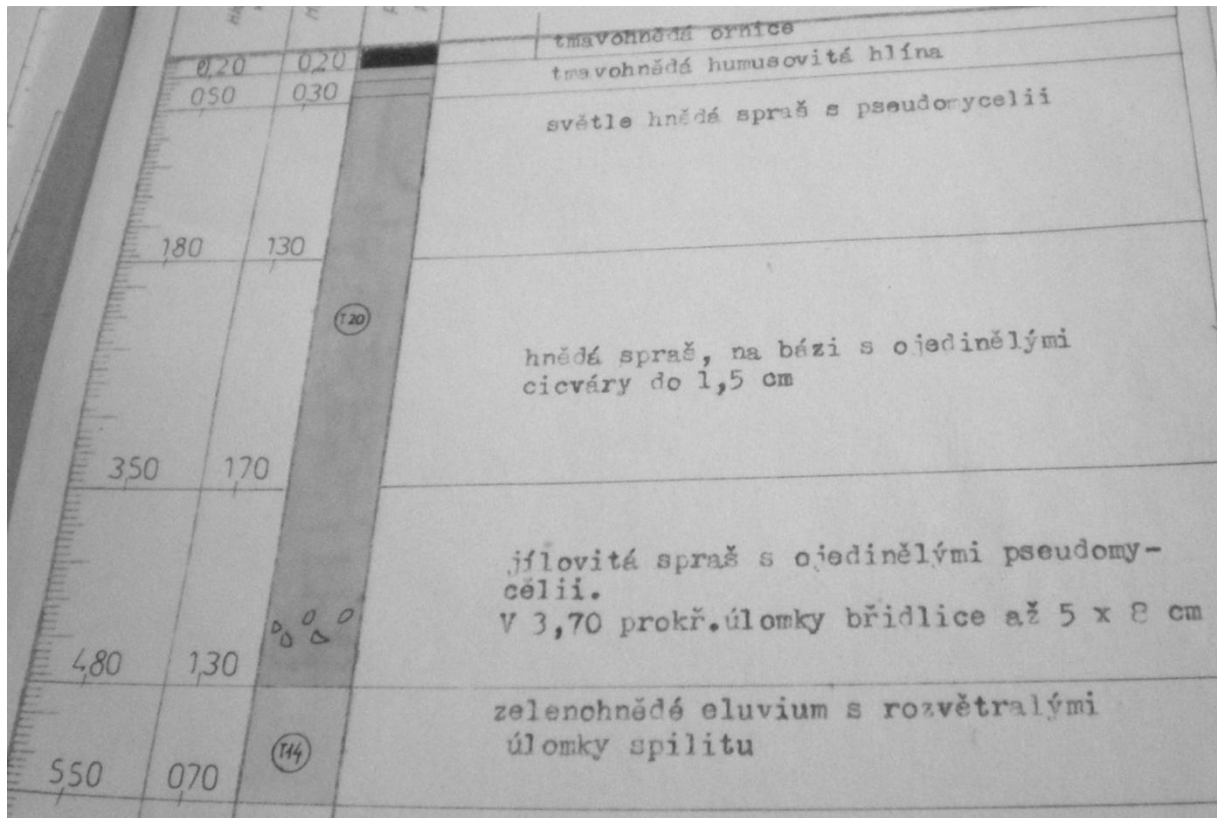 tmavohnědá ornice
0,20 0,20
tmavohnědá humusovitá hlína
0,50 0,30
světle hnědá spraš s pseudomycelii
1,80 1,30
T20
hnědá spraš, na bázi s ojedinělými
cicváry do 1,5 cm
3,50 1,70
jílovitá spraš s ojedinělými pseudomy-
célii.
V 3,70 prokř.úlomky břidlice až 5 x 8 cm
4,80 1,30
zelenohnědé eluvium s rozvětralými
úlomky spilitu
T14
5,50 0,70